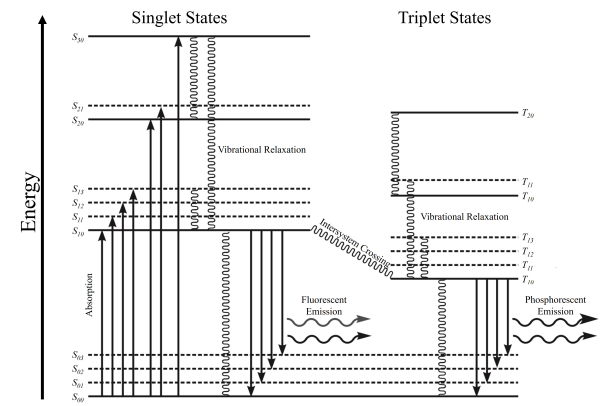 Singlet States
Triplet States
Energy
S30
S21
S20
S13
S12
S11
S10
S03
S02
S01
S00
Absorption
Vibrational Relaxation
Intersystem Crossing
Fluorescent
Emission
T20
T11
T10
Vibrational Relaxation
T13
T12
T11
T10
Phosphorescent
Emission